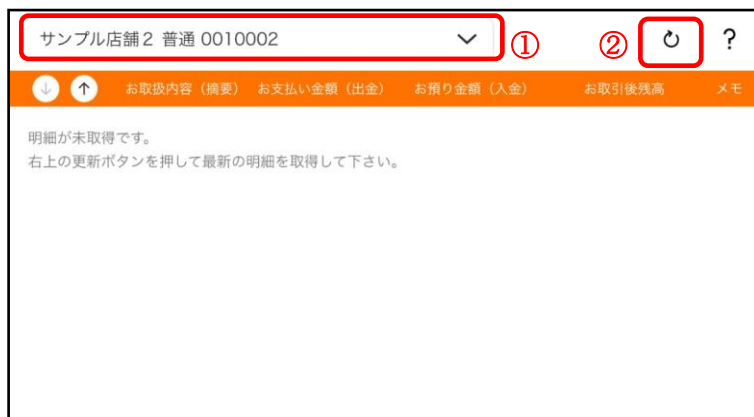 サンプル店舗２ 普通 0010002
①
②
?
お取扱内容（摘要） お支払い金額（出金） お預り金額（入金） お取引後残高 メモ
明細が未取得です。
右上の更新ボタンを押して最新の明細を取得して下さい。